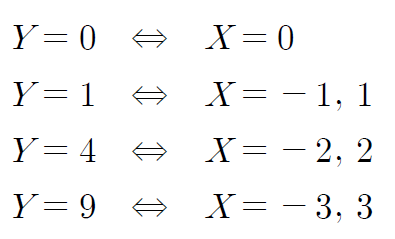 Y = 0 ⇔ X = 0
Y = 1 ⇔ X = − 1, 1
Y = 4 ⇔ X = − 2, 2
Y = 9 ⇔ X = − 3, 3